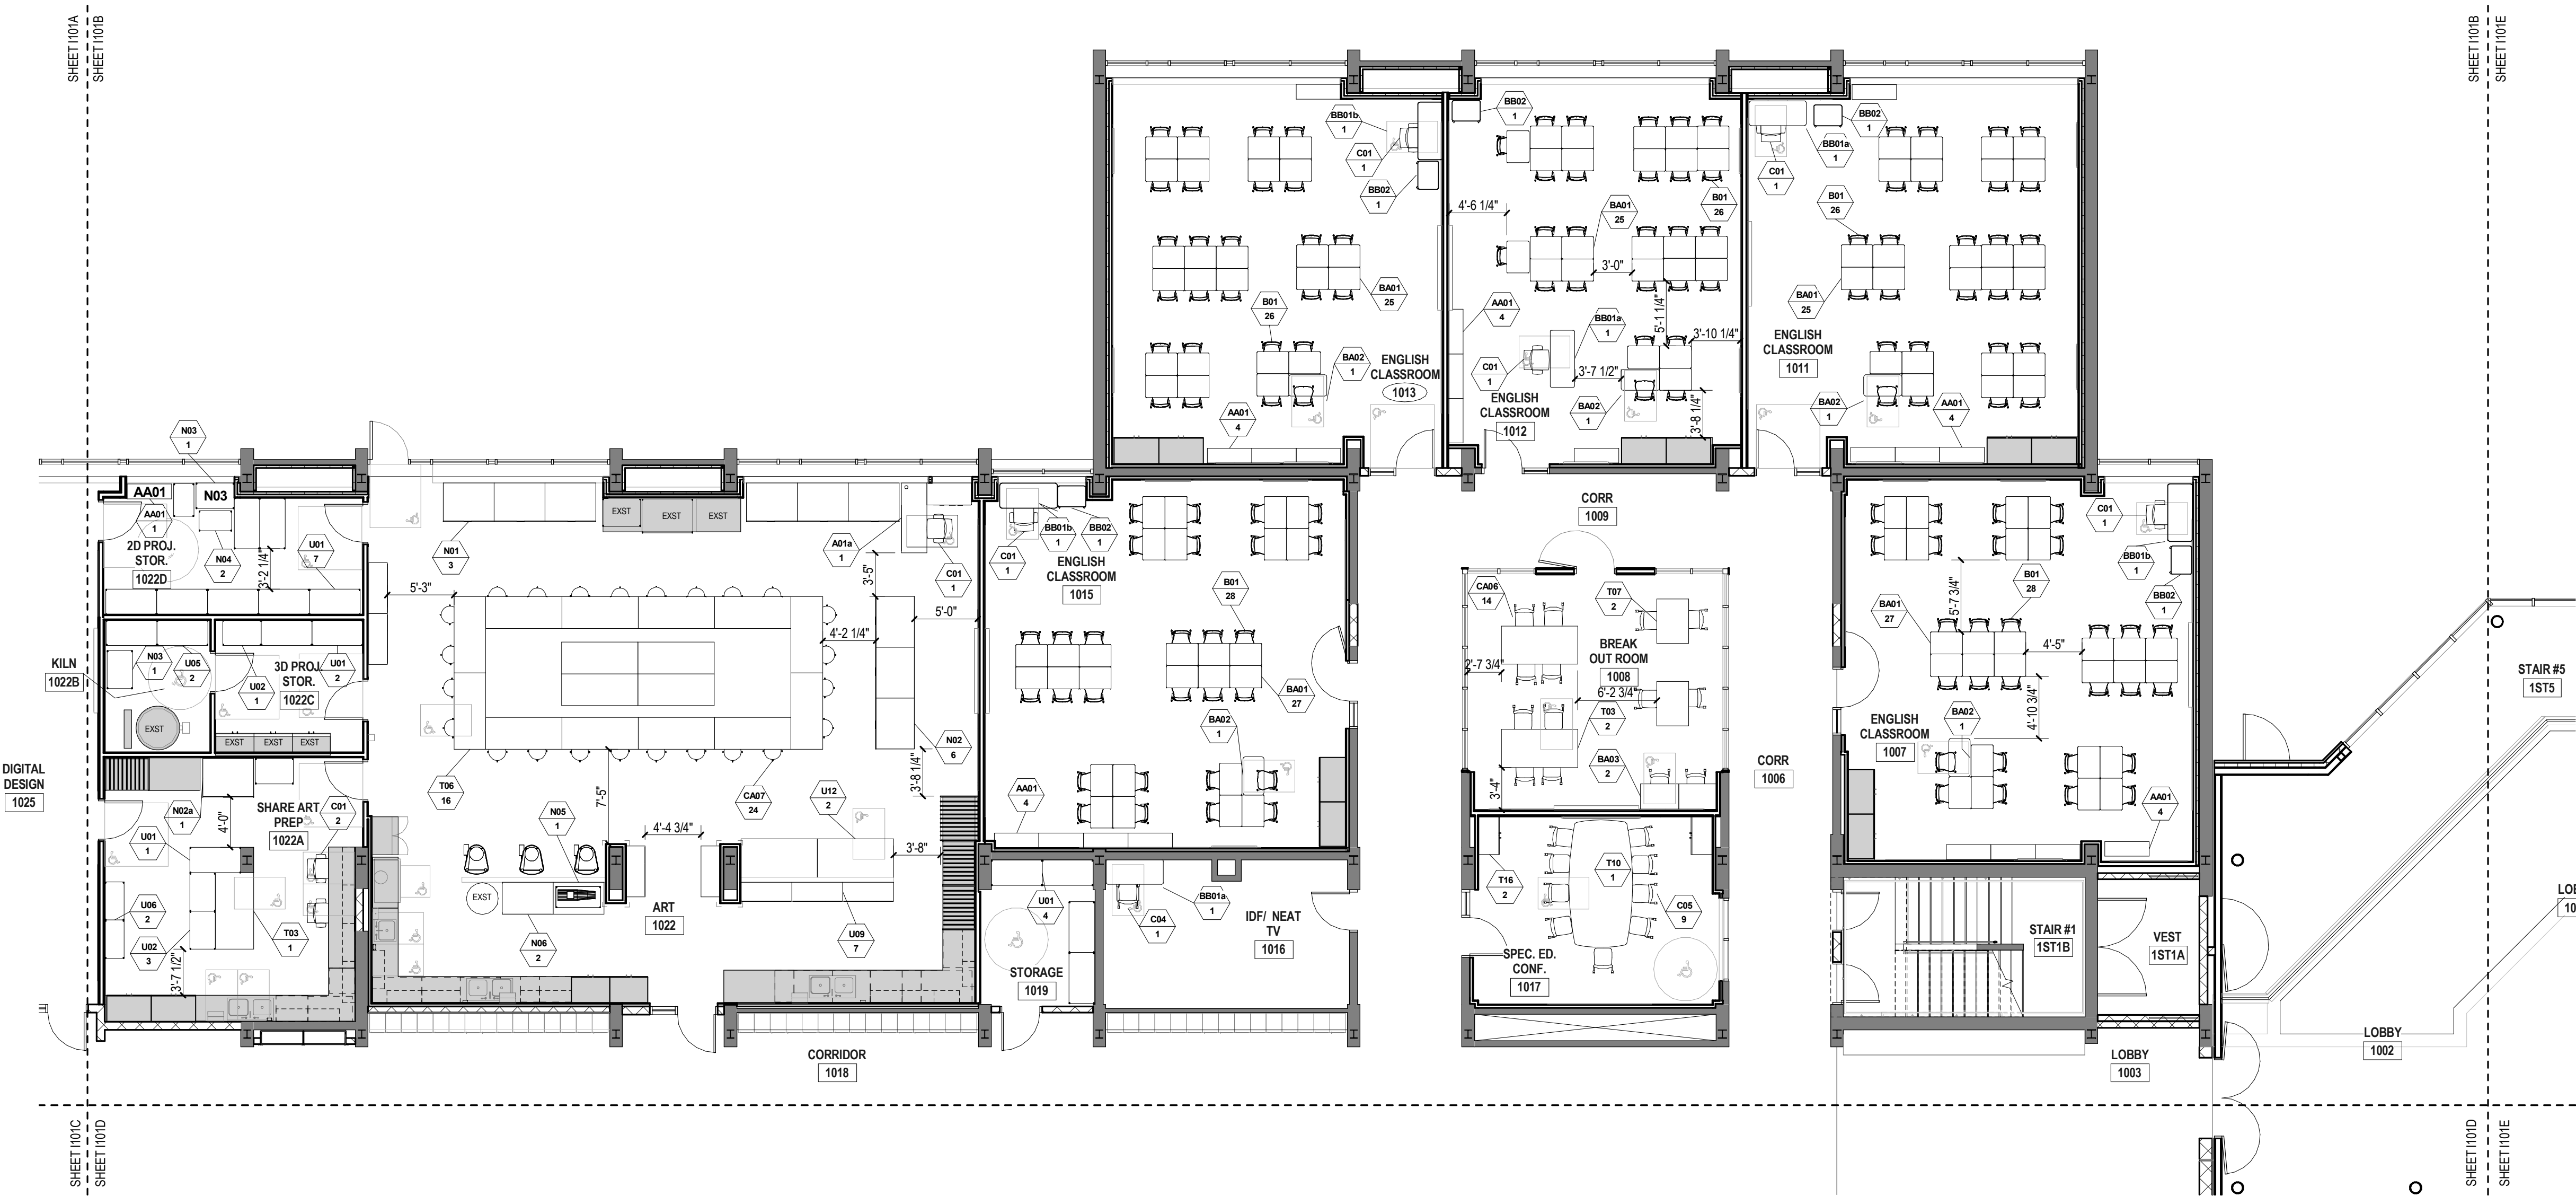 SHEET I101A
SHEET I101B
SHEET I101B
SHEET I101E
BB01b
1
C01
1
BB02
1
B01
26
BA01
25
BA02
1
AA01
4
ENGLISH
CLASSROOM
1013
BB02
1
4'-6 1/4"
BA01
25
B01
26
3'-0"
AA01
4
BB01a
1
5'-1 1/4"
3'-10 1/4"
C01
1
3'-7 1/2"
BA02
1
3'-8 1/4"
ENGLISH
CLASSROOM
1012
BB02
1
BB01a
1
C01
1
B01
26
BA01
25
ENGLISH
CLASSROOM
1011
BA02
1
AA01
4
N03
1
AA01
N03
AA01
1
2D PROJ.
STOR.
1022D
N04
2
3'-2 1/4"
U01
7
N03
1
U05
2
KILN
1022B
EXST
3D PROJ.
STOR.
1022C
U02
1
U01
2
EXST
EXST
EXST
DIGITAL
DESIGN
1025
N02a
1
4'-0"
SHARE ART
PREP
1022A
C01
2
U01
1
U06
2
U02
3
T03
1
3'-7 1/2"
N01
3
EXST
EXST
EXST
A01a
1
C01
1
3'-5"
5'-3"
4'-2 1/4"
5'-0"
N02
6
3'-8 1/4"
T06
16
7'-5"
CA07
24
U12
2
N05
1
4'-4 3/4"
3'-8"
EXST
N06
2
ART
1022
U09
7
CORRIDOR
1018
C01
1
BB01b
1
BB02
1
ENGLISH
CLASSROOM
1015
B01
28
BA01
27
BA02
1
AA01
4
U01
4
STORAGE
1019
C04
1
BB01a
1
IDF/ NEAT
TV
1016
CORR
1009
CA06
14
T07
2
BREAK
OUT ROOM
1008
2'-7 3/4"
6'-2 3/4"
T03
2
BA03
2
3'-4"
T16
2
T10
1
C05
9
SPEC. ED.
CONF.
1017
CORR
1006
C01
1
BB01b
1
BB02
1
5'-7 3/4"
B01
28
BA01
27
4'-5"
4'-10 3/4"
ENGLISH
CLASSROOM
1007
BA02
1
AA01
4
STAIR #1
1ST1B
VEST
1ST1A
STAIR #5
1ST5
LOBBY
1002
LOBBY
1003
SHEET I101C
SHEET I101D
SHEET I101D
SHEET I101E